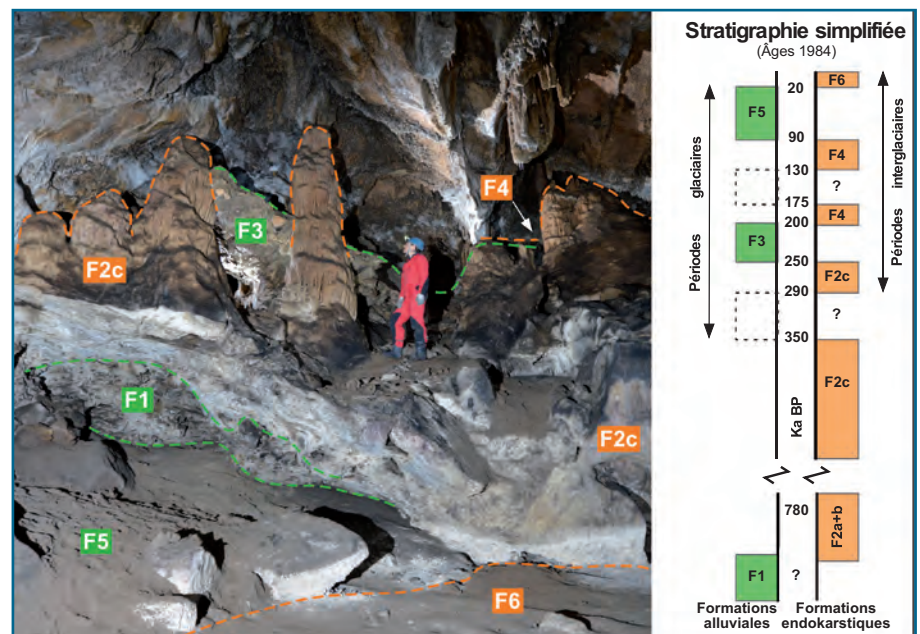 F4
F3
F2c
F1
F2c
F5
F6
Stratigraphie simplifiée
(Âges 1984)
F6
20
F5
90
F4
130
?
175
F4
200
F3
250
F2c
290
?
350
F2c
glaciaires
Périodes
interglaciaires
Périodes
Ka BP
780
F2a+b
F1
?
Formations
alluviales
Formations
endokarstiques